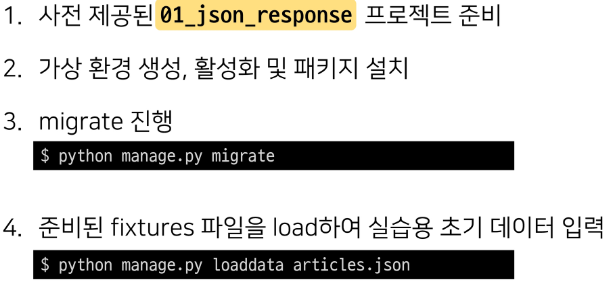 1. 사전 제공된 01_json_response 프로젝트 준비
2. 가상 환경 생성, 활성화 및 패키지 설치
3. migrate 진행
$ python manage.py migrate
4. 준비된 fixtures 파일을 load하여 실습용 초기 데이터 입력
$ python manage.py loaddata articles.json